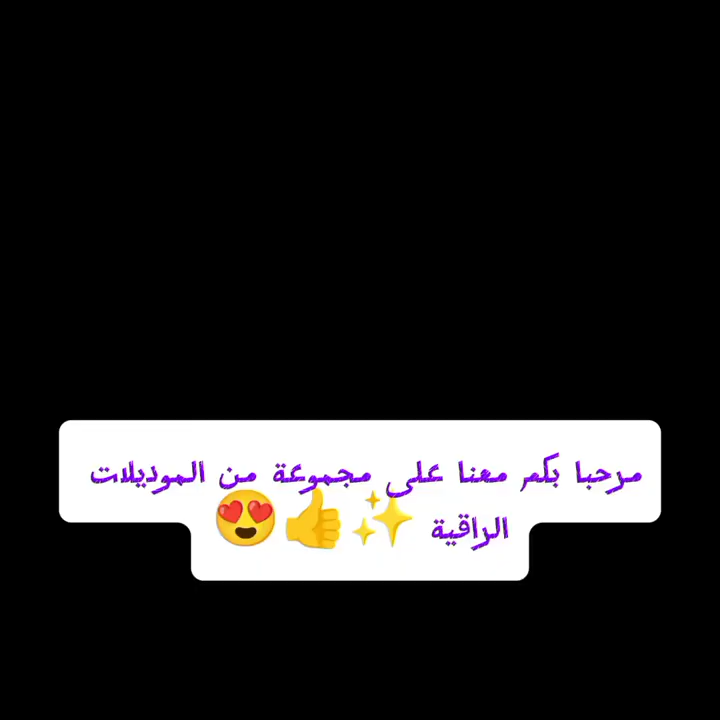 مرحبا بكم معنا على مجموعة من الموديلات
الراقية ✨👍😍